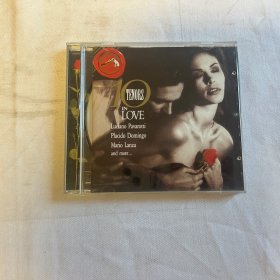 10
TENORS
IN
LOVE
Luciano Pavarotti
Placido Domingo
Mario Lanza
and more...